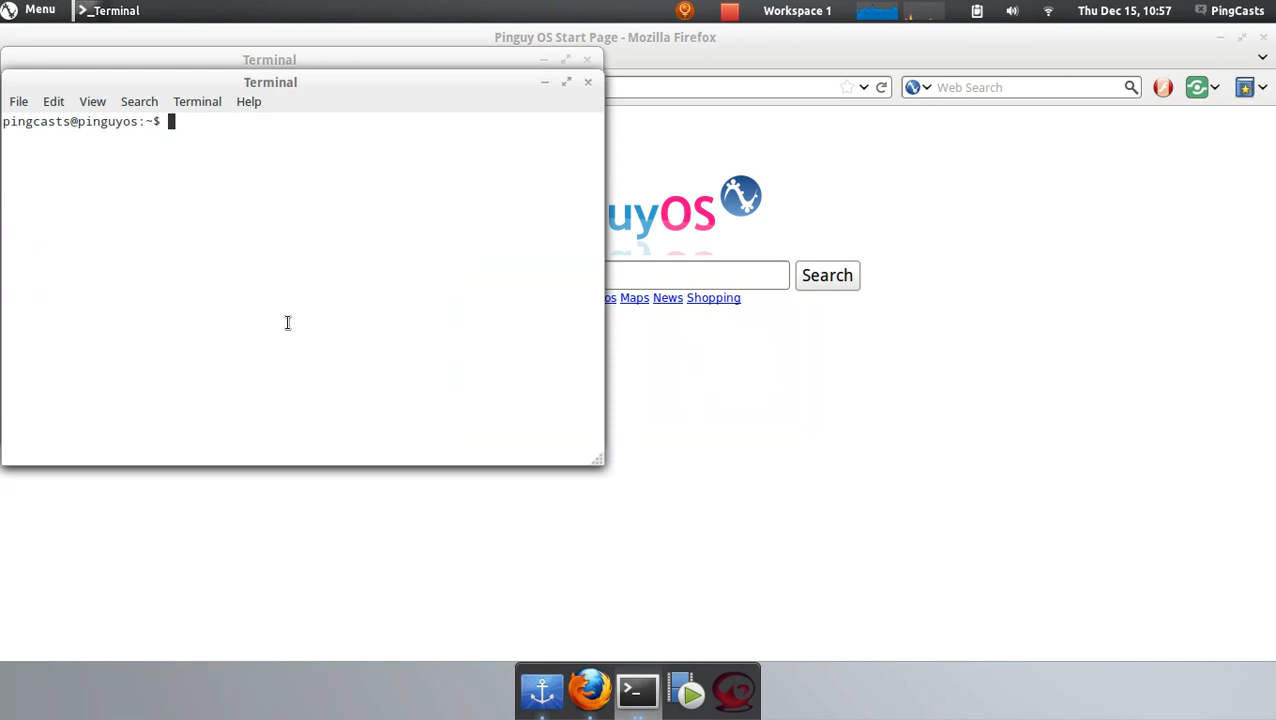 Menu
>_Terminal
Workspace 1
Thu Dec 15, 10:57
PingCasts
Pinguy OS Start Page - Mozilla Firefox
Terminal
Terminal
Web Search
File Edit View Search Terminal Help
pingcasts@pinguyos:~$
uyOS
Search
os Maps News Shopping
>_